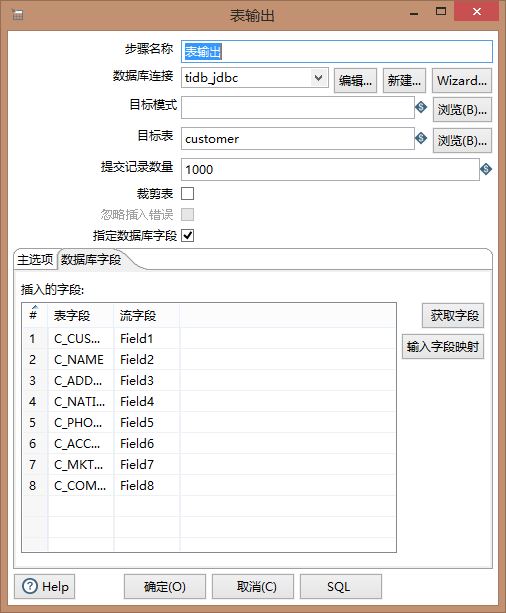 表输出
步骤名称 表输出
数据库连接 tidb_jdbc 编辑... 新建... Wizard...
目标模式 浏览(B)...
目标表 customer 浏览(B)...
提交记录数量 1000
裁剪表
忽略插入错误
指定数据库字段
主选项 数据库字段
插入的字段:
# 表字段 流字段 获取字段
1 C_CUS... Field1 输入字段映射
2 C_NAME Field2
3 C_ADD... Field3
4 C_NATI... Field4
5 C_PHO... Field5
6 C_ACC... Field6
7 C_MKT... Field7
8 C_COM... Field8
Help 确定(O) 取消(C) SQL